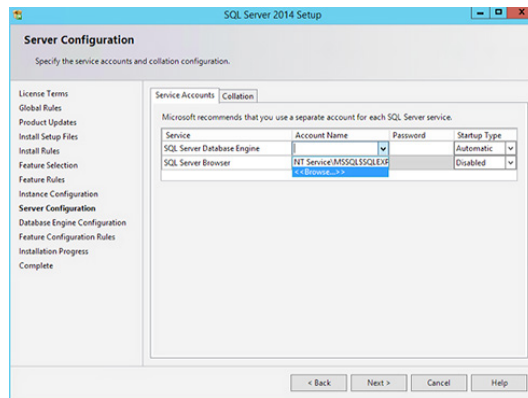 SQL Server 2014 Setup
Server Configuration
Specify the service accounts and collation configuration.
License Terms
Global Rules
Product Updates
Install Setup Files
Install Rules
Feature Selection
Feature Rules
Instance Configuration
Server Configuration
Database Engine Configuration
Feature Configuration Rules
Installation Progress
Complete
Service Accounts Collation
Microsoft recommends that you use a separate account for each SQL Server service.
Service Account Name Password Startup Type
SQL Server Database Engine Automatic
SQL Server Browser NT Service\MSSQL$SQLEXP Disabled
<<Browse...>>
< Back Next > Cancel Help